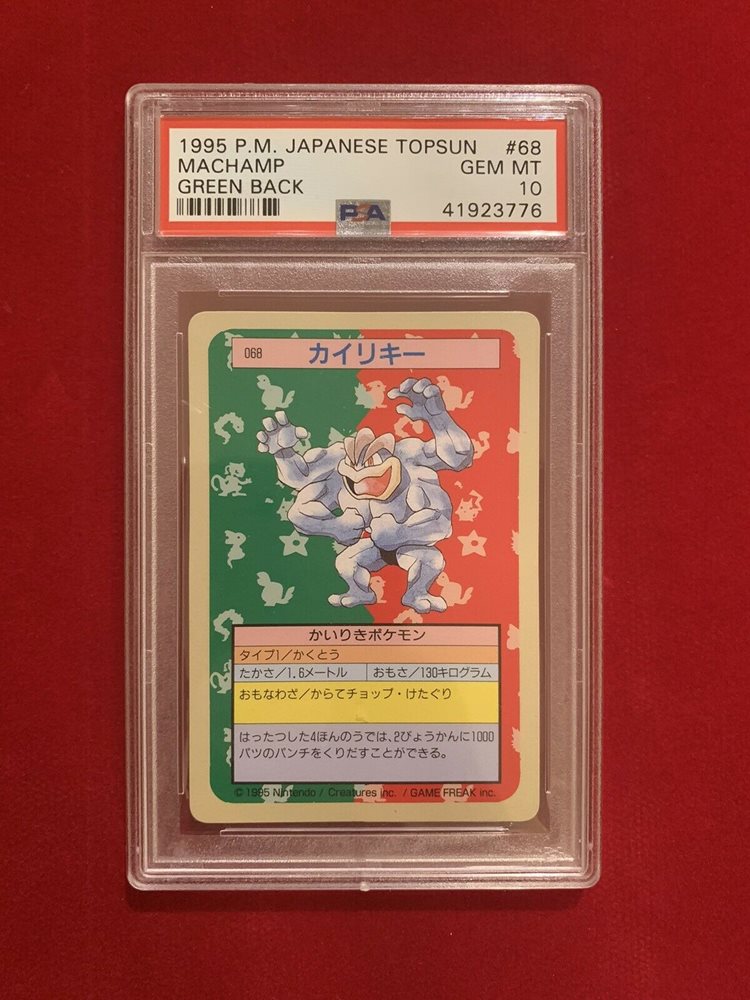 1995 P.M. JAPANESE TOPSUN #68
MACHAMP GEM MT
GREEN BACK 10
PSA 41923776
068 カイリキー
かいりきポケモン
タイプ1/かくとう
たかさ/1.6メートル おもさ/130キログラム
おもなわざ/からてチョップ・けたぐり
はったつした4ほんのうでは、2びょうかんに1000
パツのパンチをくりだすことができる。
© 1995 Nintendo / Creatures inc. / GAME FREAK inc.